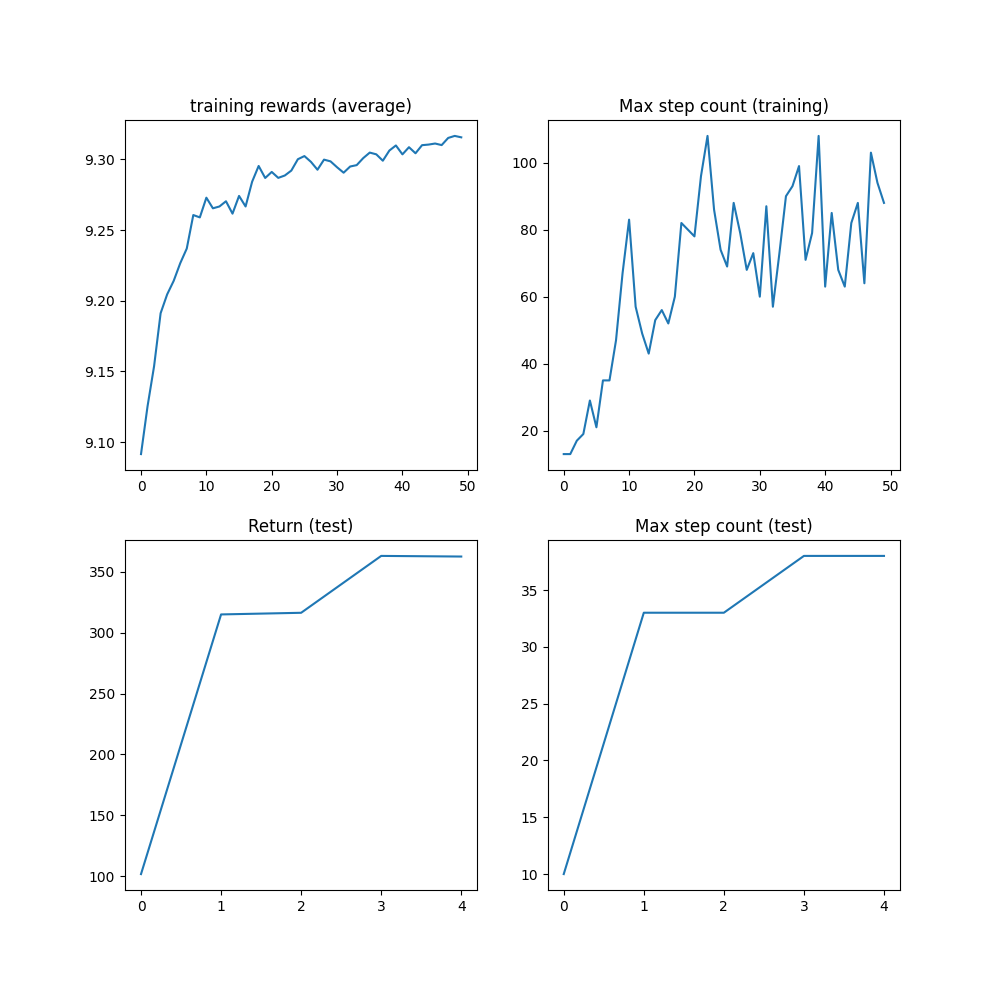 training rewards (average)
9.30
9.25
9.20
9.15
9.10
0 10 20 30 40 50
Max step count (training)
100
80
60
40
20
0 10 20 30 40 50
Return (test)
350
300
250
200
150
100
0 1 2 3 4
Max step count (test)
35
30
25
20
15
10
0 1 2 3 4